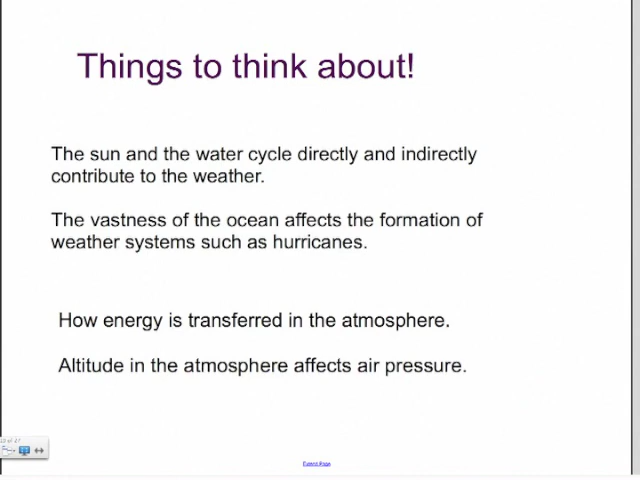 Things to think about!
The sun and the water cycle directly and indirectly
contribute to the weather.
The vastness of the ocean affects the formation of
weather systems such as hurricanes.
How energy is transferred in the atmosphere.
Altitude in the atmosphere affects air pressure.